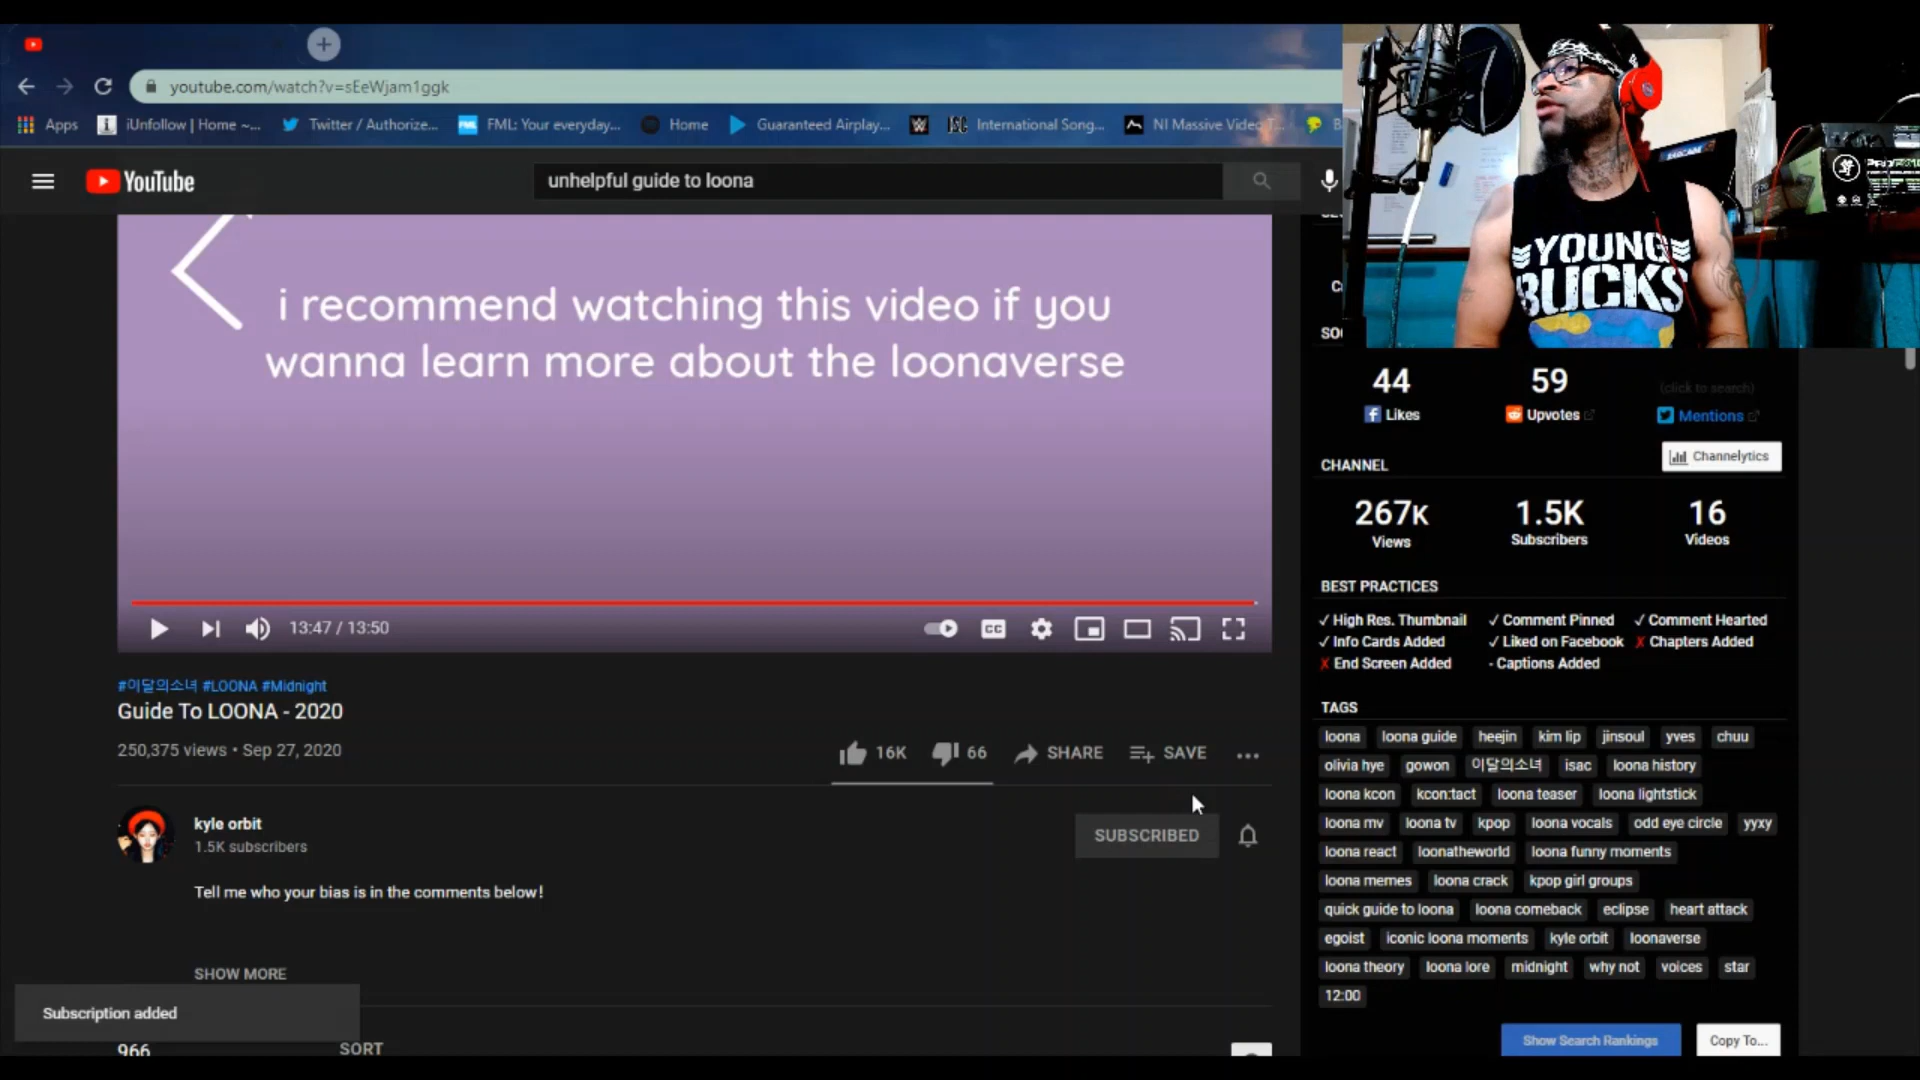 youtube.com/watch?v=sEeWjam1ggk
Apps iUnfollow | Home ~... Twitter / Authorize... FML: Your everyday... Home Guaranteed Airplay... International Song... NI Massive Video T... B
YouTube
unhelpful guide to loona
i recommend watching this video if you
wanna learn more about the loonaverse
13:47 / 13:50
CC
#이달의소녀 #LOONA #Midnight
Guide To LOONA - 2020
250,375 views • Sep 27, 2020
16K 66 SHARE SAVE
kyle orbit
1.5K subscribers
SUBSCRIBED
Tell me who your bias is in the comments below!
SHOW MORE
Subscription added
966 SORT
YOUNG
BUCKS
SO
44 59 (click to search)
Likes Upvotes Mentions
CHANNEL Channelytics
267K 1.5K 16
Views Subscribers Videos
BEST PRACTICES
✓ High Res. Thumbnail ✓ Comment Pinned ✓ Comment Hearted
✓ Info Cards Added ✓ Liked on Facebook ✗ Chapters Added
✗ End Screen Added - Captions Added
TAGS
loona loona guide heejin kim lip jinsoul yves chuu
olivia hye gowon 이달의소녀 isac loona history
loona kcon kcon:tact loona teaser loona lightstick
loona mv loona tv kpop loona vocals odd eye circle yyxy
loona react loonatheworld loona funny moments
loona memes loona crack kpop girl groups
quick guide to loona loona comeback eclipse heart attack
egoist iconic loona moments kyle orbit loonaverse
loona theory loona lore midnight why not voices star
12:00
Show Search Rankings Copy To...